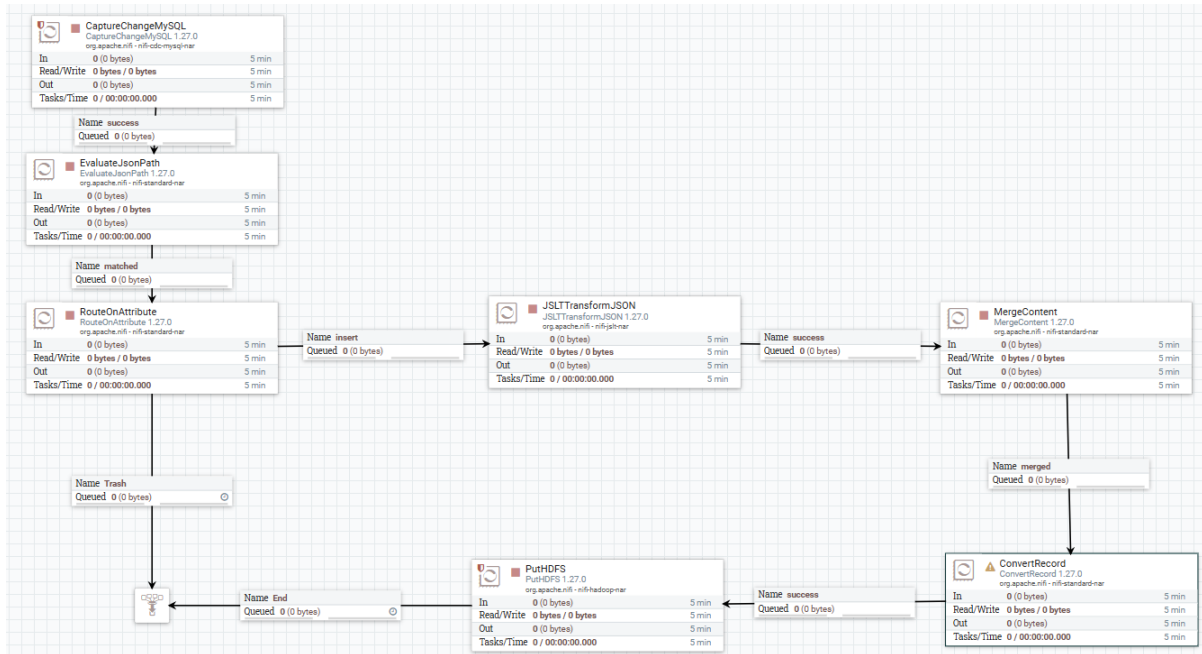 CaptureChangeMySQL
CaptureChangeMySQL 1.27.0
org.apache.nifi - nifi-cdc-mysql-nar
In 0 (0 bytes) 5 min
Read/Write 0 bytes / 0 bytes 5 min
Out 0 (0 bytes) 5 min
Tasks/Time 0 / 00:00:00.000 5 min
Name success
Queued 0 (0 bytes)
EvaluateJsonPath
EvaluateJsonPath 1.27.0
org.apache.nifi - nifi-standard-nar
In 0 (0 bytes) 5 min
Read/Write 0 bytes / 0 bytes 5 min
Out 0 (0 bytes) 5 min
Tasks/Time 0 / 00:00:00.000 5 min
Name matched
Queued 0 (0 bytes)
RouteOnAttribute
RouteOnAttribute 1.27.0
org.apache.nifi - nifi-standard-nar
In 0 (0 bytes) 5 min
Read/Write 0 bytes / 0 bytes 5 min
Out 0 (0 bytes) 5 min
Tasks/Time 0 / 00:00:00.000 5 min
Name insert
Queued 0 (0 bytes)
JSLTTransformJSON
JSLTTransformJSON 1.27.0
org.apache.nifi - nifi-jslt-nar
In 0 (0 bytes) 5 min
Read/Write 0 bytes / 0 bytes 5 min
Out 0 (0 bytes) 5 min
Tasks/Time 0 / 00:00:00.000 5 min
Name success
Queued 0 (0 bytes)
MergeContent
MergeContent 1.27.0
org.apache.nifi - nifi-standard-nar
In 0 (0 bytes) 5 min
Read/Write 0 bytes / 0 bytes 5 min
Out 0 (0 bytes) 5 min
Tasks/Time 0 / 00:00:00.000 5 min
Name merged
Queued 0 (0 bytes)
Name Trash
Queued 0 (0 bytes)
ConvertRecord
ConvertRecord 1.27.0
org.apache.nifi - nifi-standard-nar
In 0 (0 bytes) 5 min
Read/Write 0 bytes / 0 bytes 5 min
Out 0 (0 bytes) 5 min
Tasks/Time 0 / 00:00:00.000 5 min
Name success
Queued 0 (0 bytes)
PutHDFS
PutHDFS 1.27.0
org.apache.nifi - nifi-hadoop-nar
In 0 (0 bytes) 5 min
Read/Write 0 bytes / 0 bytes 5 min
Out 0 (0 bytes) 5 min
Tasks/Time 0 / 00:00:00.000 5 min
Name End
Queued 0 (0 bytes)